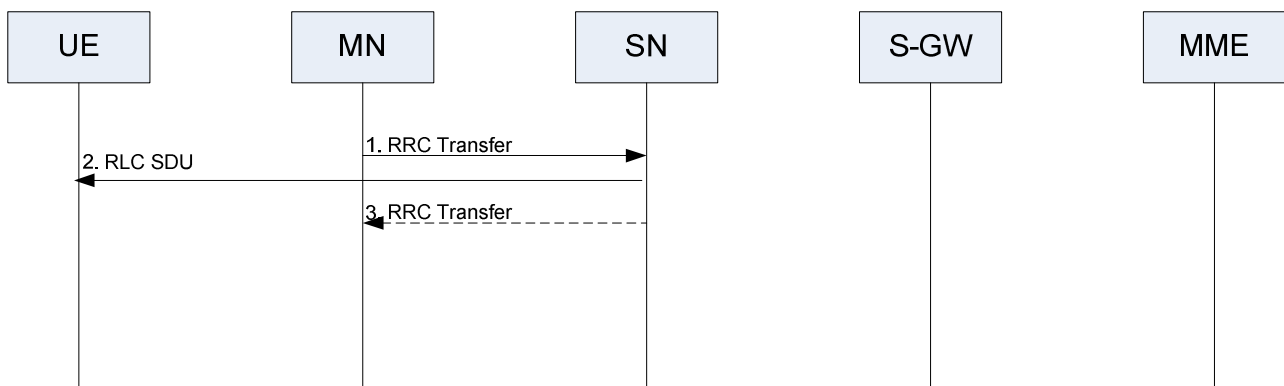 UE
MN
SN
S-GW
MME
1. RRC Transfer
2. RLC SDU
3. RRC Transfer